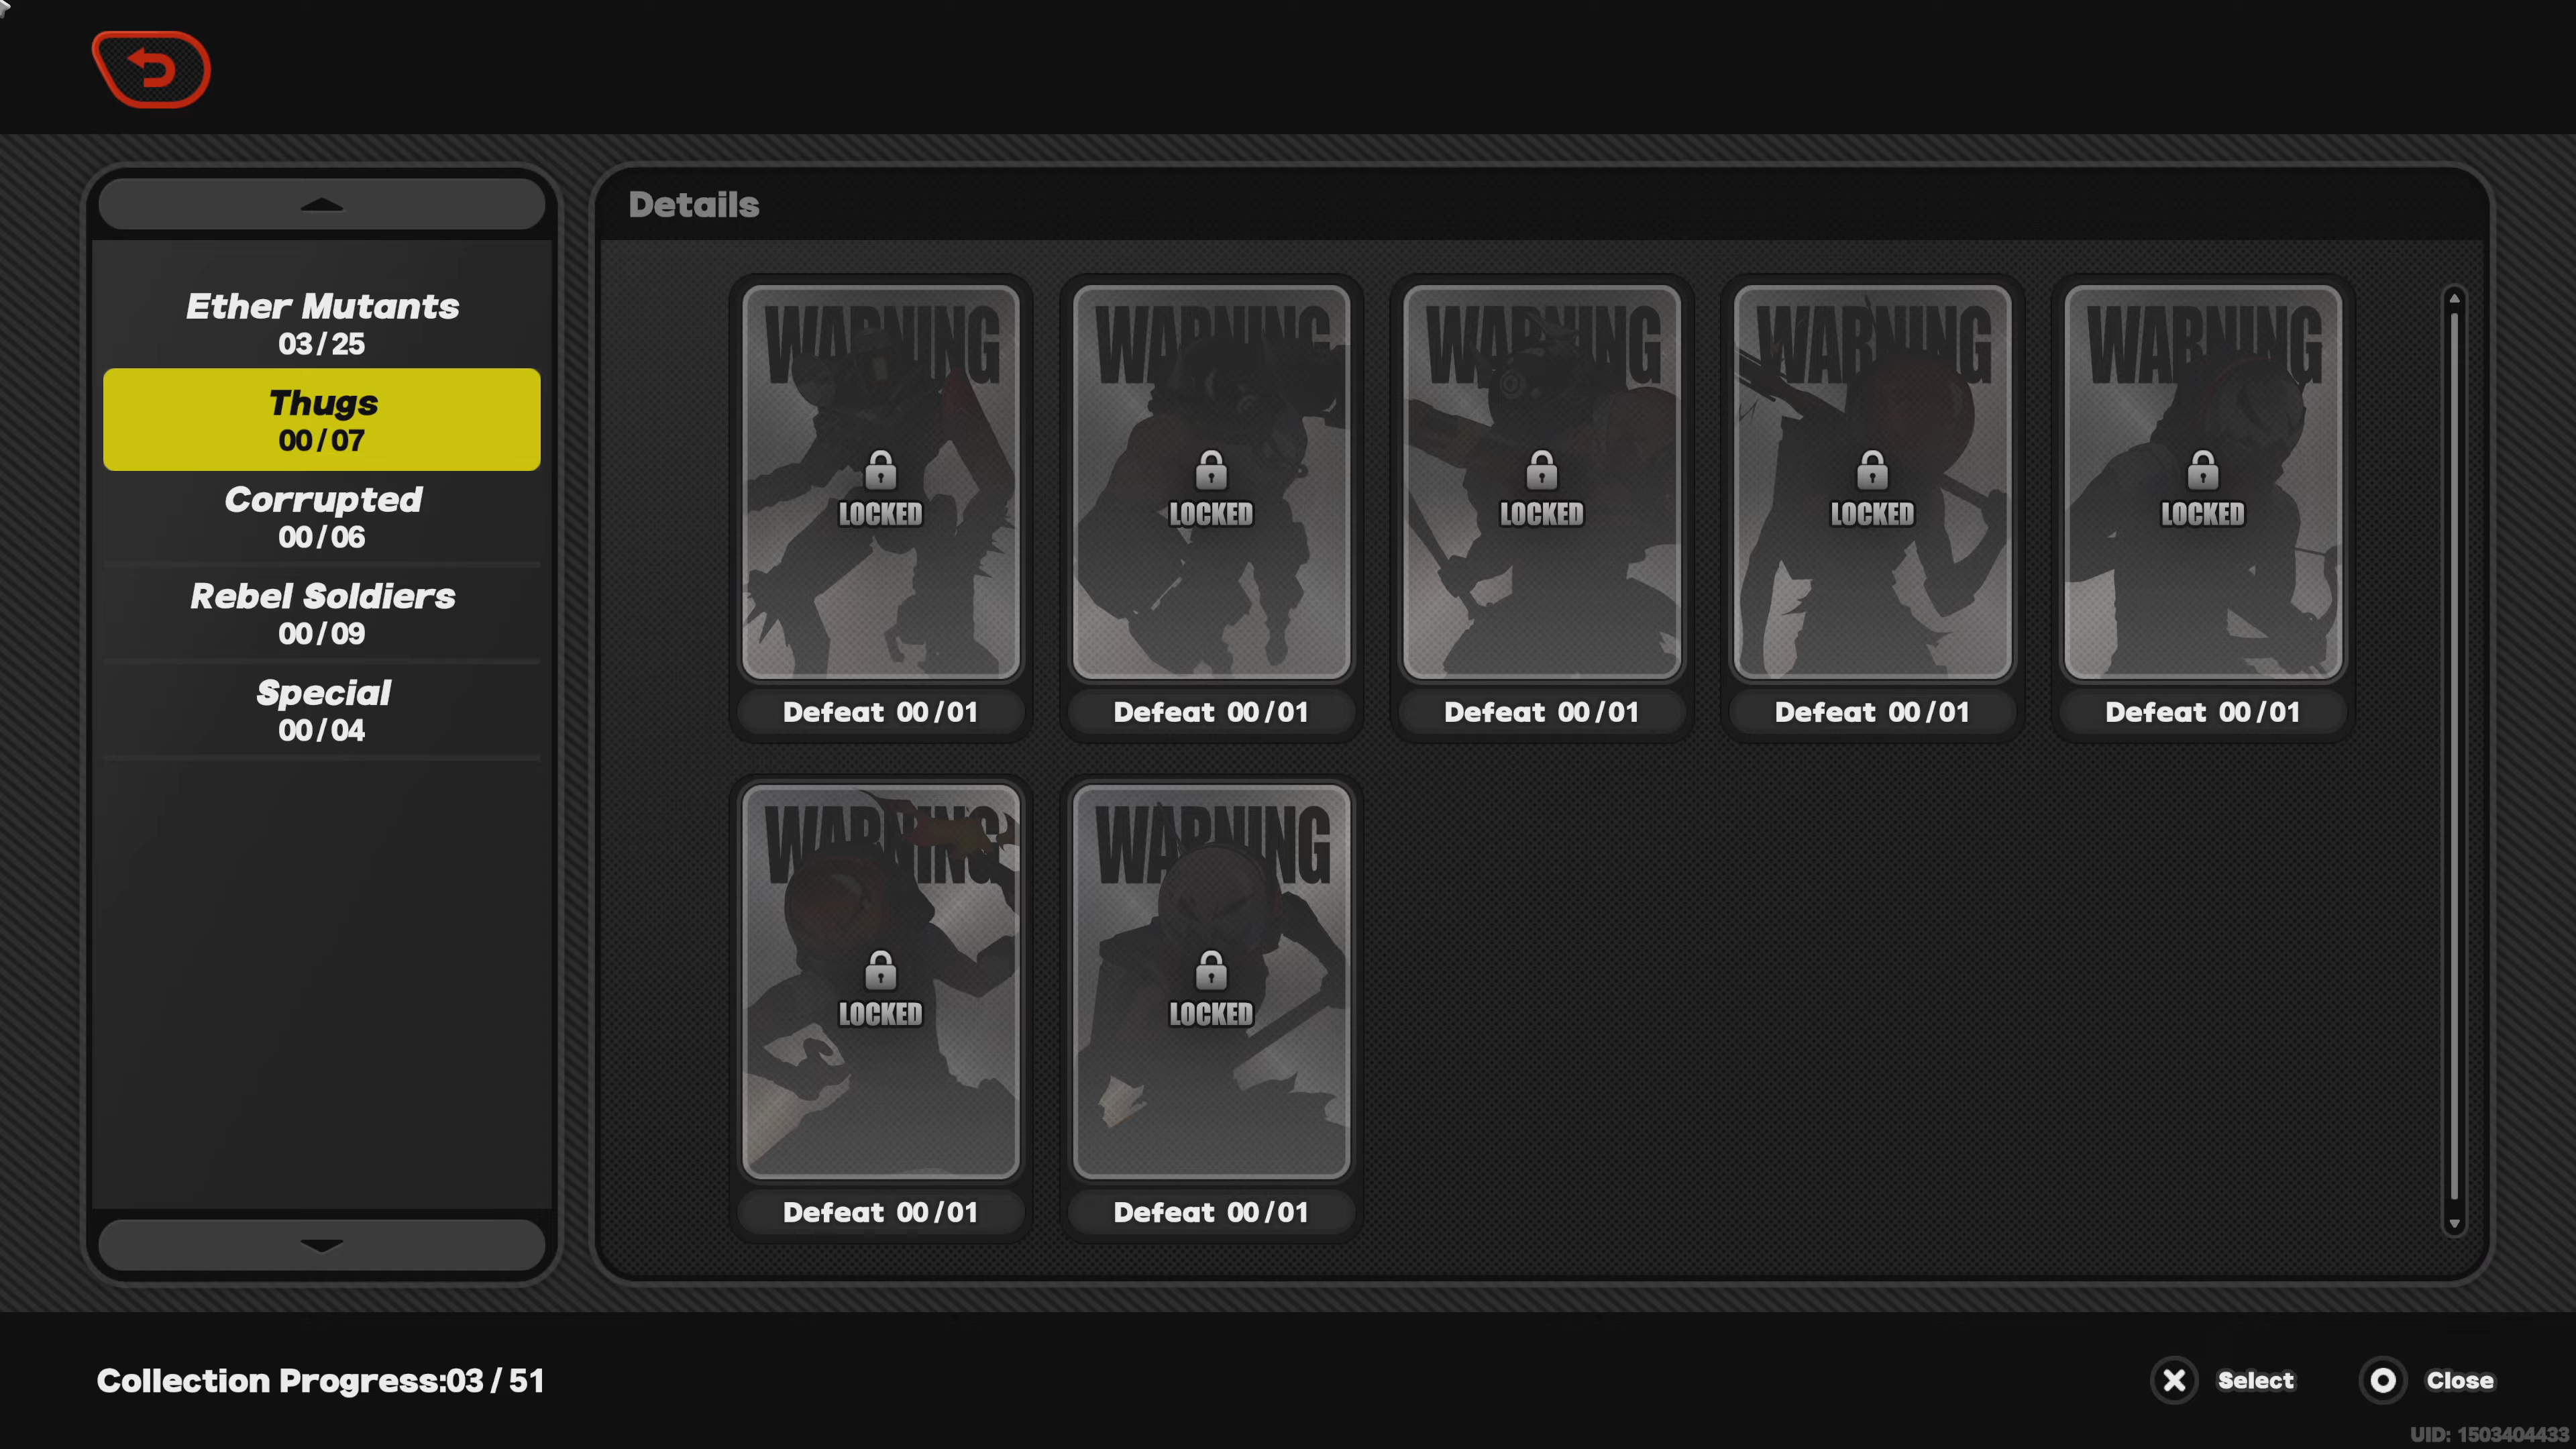 Details
Ether Mutants
03/25
Thugs
00/07
Corrupted
00/06
Rebel Soldiers
00/09
Special
00/04
WARNING WARNING WARNING WARNING WARNING
LOCKED LOCKED LOCKED LOCKED LOCKED
Defeat 00/01 Defeat 00/01 Defeat 00/01 Defeat 00/01 Defeat 00/01
WARNING WARNING
LOCKED LOCKED
Defeat 00/01 Defeat 00/01
Collection Progress:03 / 51
Select Close
UID: 1503404433